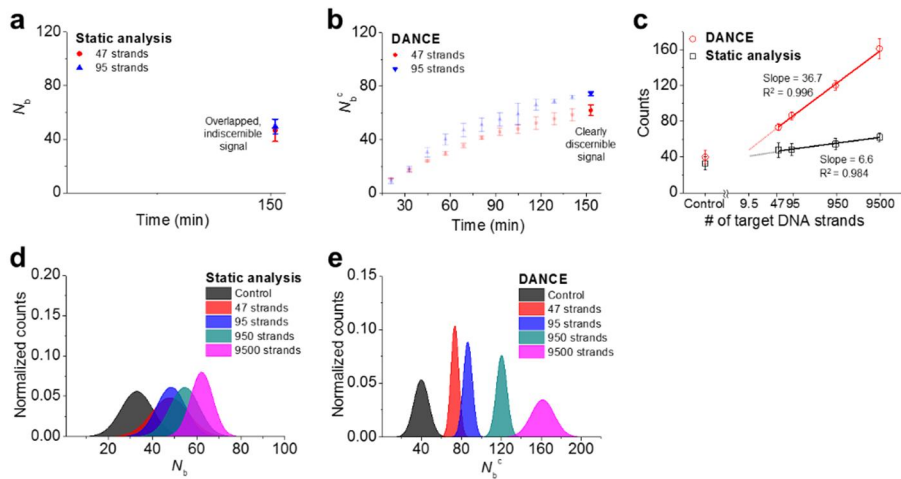 a
Static analysis
47 strands
95 strands
120
80
40
0
Nb
Overlapped,
indiscernible
signal
150
Time (min)
b
DANCE
47 strands
95 strands
120
80
40
0
Nbc
Clearly
discernible
signal
30 60 90 120 150
Time (min)
c
DANCE
Static analysis
160
120
80
40
0
Counts
Slope = 36.7
R2 = 0.996
Slope = 6.6
R2 = 0.984
Control 9.5 47 95 950 9500
# of target DNA strands
d
Static analysis
Control
47 strands
95 strands
950 strands
9500 strands
0.20
0.15
0.10
0.05
0.00
Normalized counts
0 20 40 60 80 100
Nb
e
DANCE
Control
47 strands
95 strands
950 strands
9500 strands
0.15
0.10
0.05
0.00
Normalized counts
40 80 120 160 200
Nbc